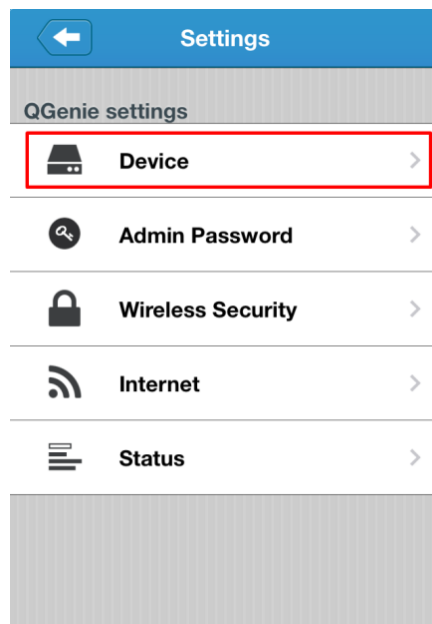 Settings
QGenie settings
Device
Admin Password
Wireless Security
Internet
Status